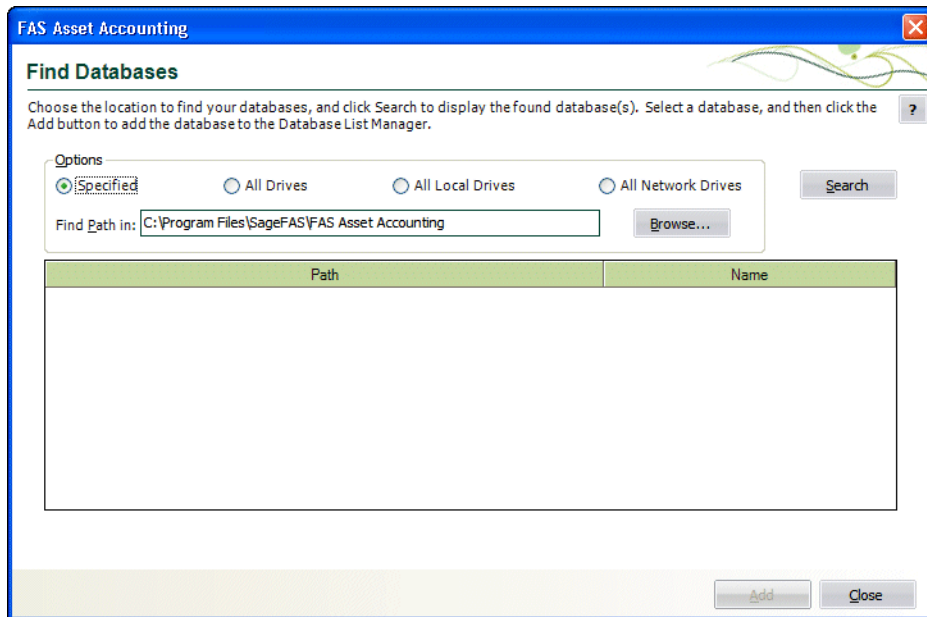 FAS Asset Accounting
Find Databases
Choose the location to find your databases, and click Search to display the found database(s). Select a database, and then click the
Add button to add the database to the Database List Manager.
?
Options
Specified All Drives All Local Drives All Network Drives Search
Find Path in: C:\Program Files\SageFAS\FAS Asset Accounting Browse...
Path Name
Add Close